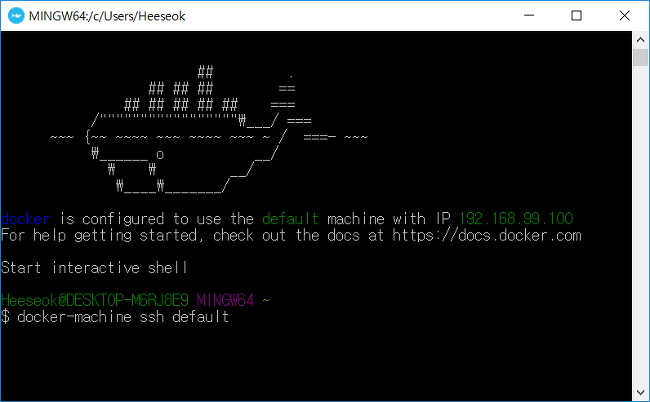 MINGW64:/c/Users/Heeseok
##         .
## ## ##        ==
## ## ## ## ##    ===
/"""""""""""""""""₩___/ ===
~~~ {~~ ~~~~ ~~~ ~~~~ ~~~ ~ /  ===- ~~~
₩______ o           __/
₩    ₩         __/
₩____₩_______/
docker is configured to use the default machine with IP 192.168.99.100
For help getting started, check out the docs at https://docs.docker.com
Start interactive shell
Heeseok@DESKTOP-M6RJ8E9 MINGW64 ~
$ docker-machine ssh default